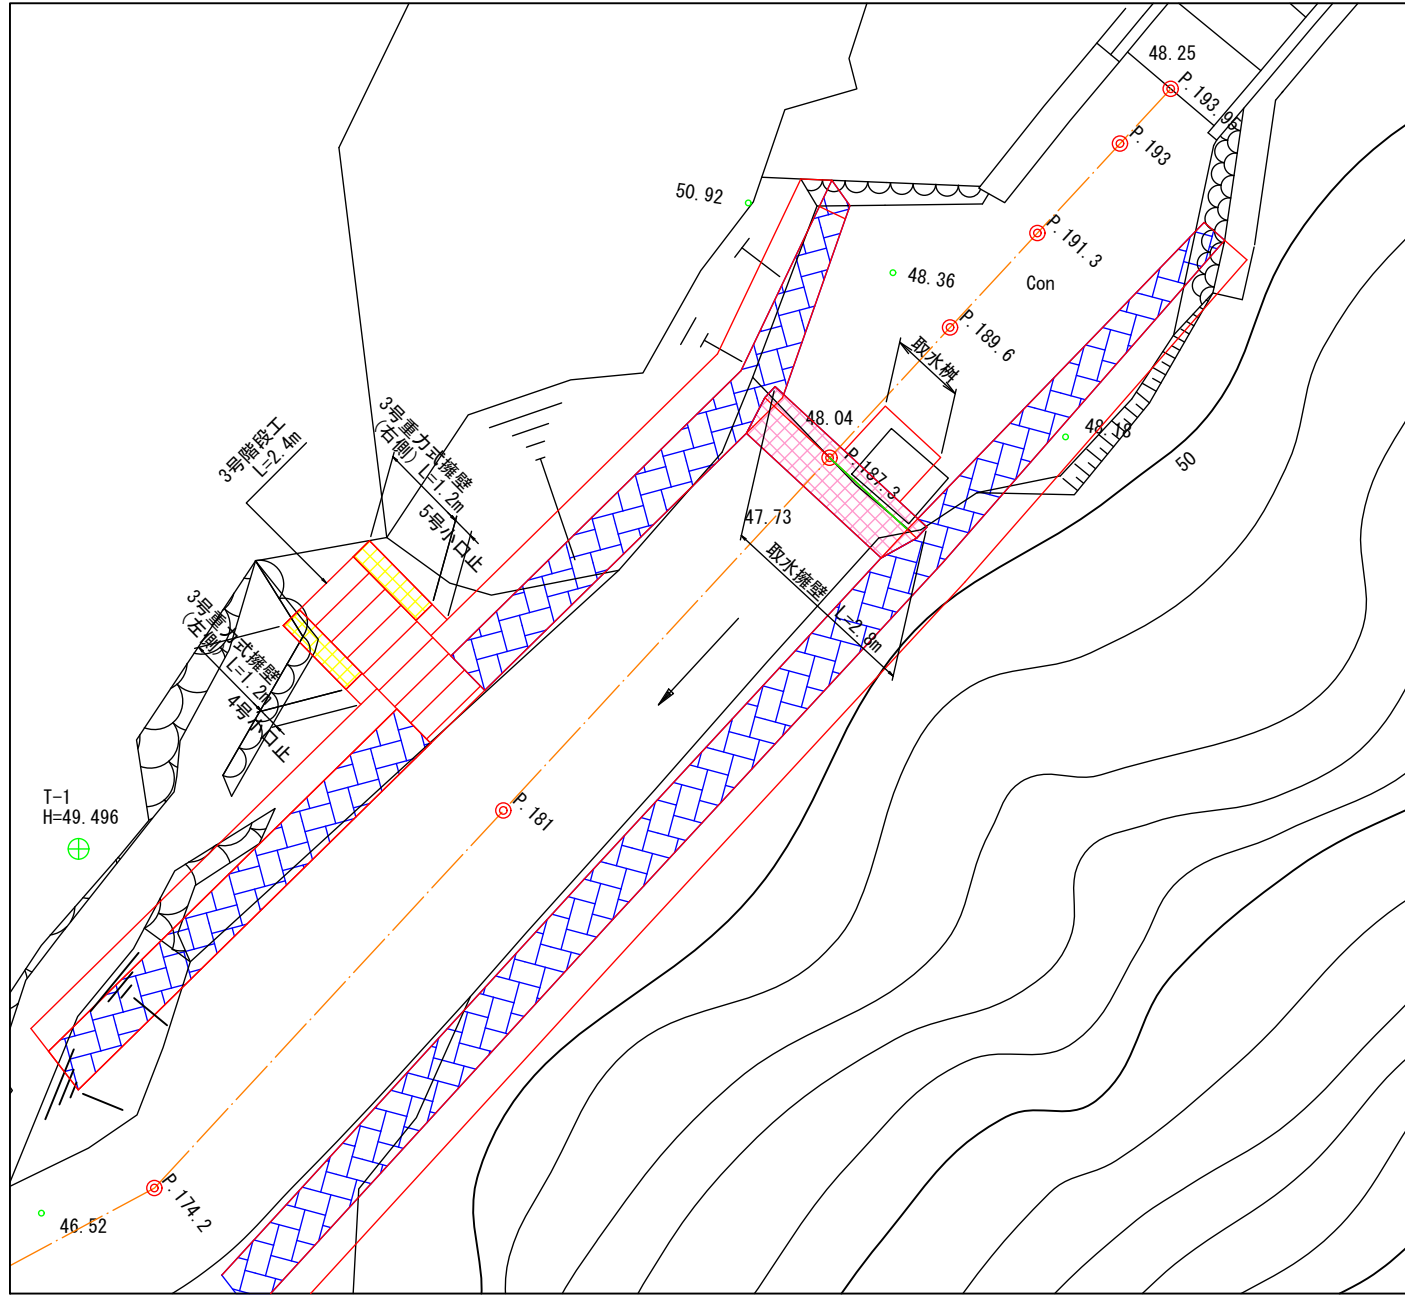 48.25
P.193.95
P.193
50.92
P.191.3
48.36
Con
P.189.6
取水桝
3号重力式擁壁
(右側) L=1.2m
5号小口止
3号階段工
L=2.4m
48.04
48.18
50
P.187.3
47.73
取水擁壁 L=2.8m
3号重力式擁壁
(左側) L=1.2m
4号小口止
T-1
H=49.496
P.181
P.174.2
46.52